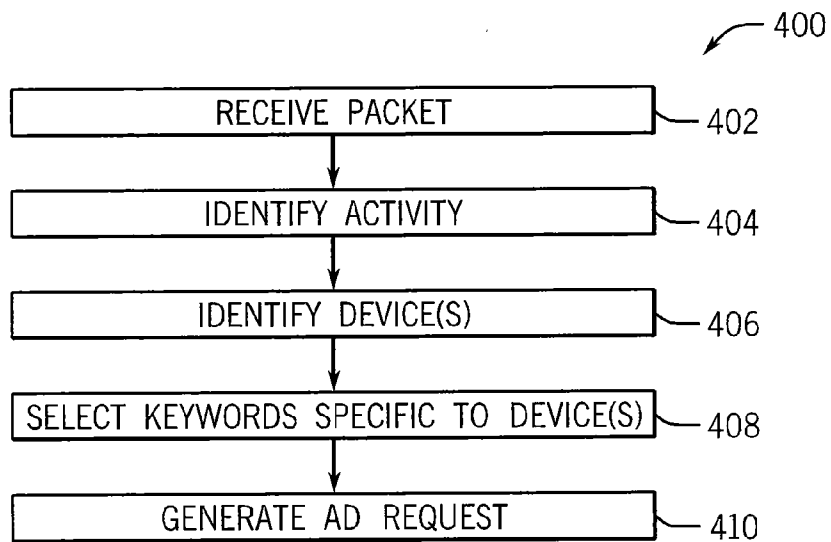 400
RECEIVE PACKET
402
IDENTIFY ACTIVITY
404
IDENTIFY DEVICE(S)
406
SELECT KEYWORDS SPECIFIC TO DEVICE(S)
408
GENERATE AD REQUEST
410